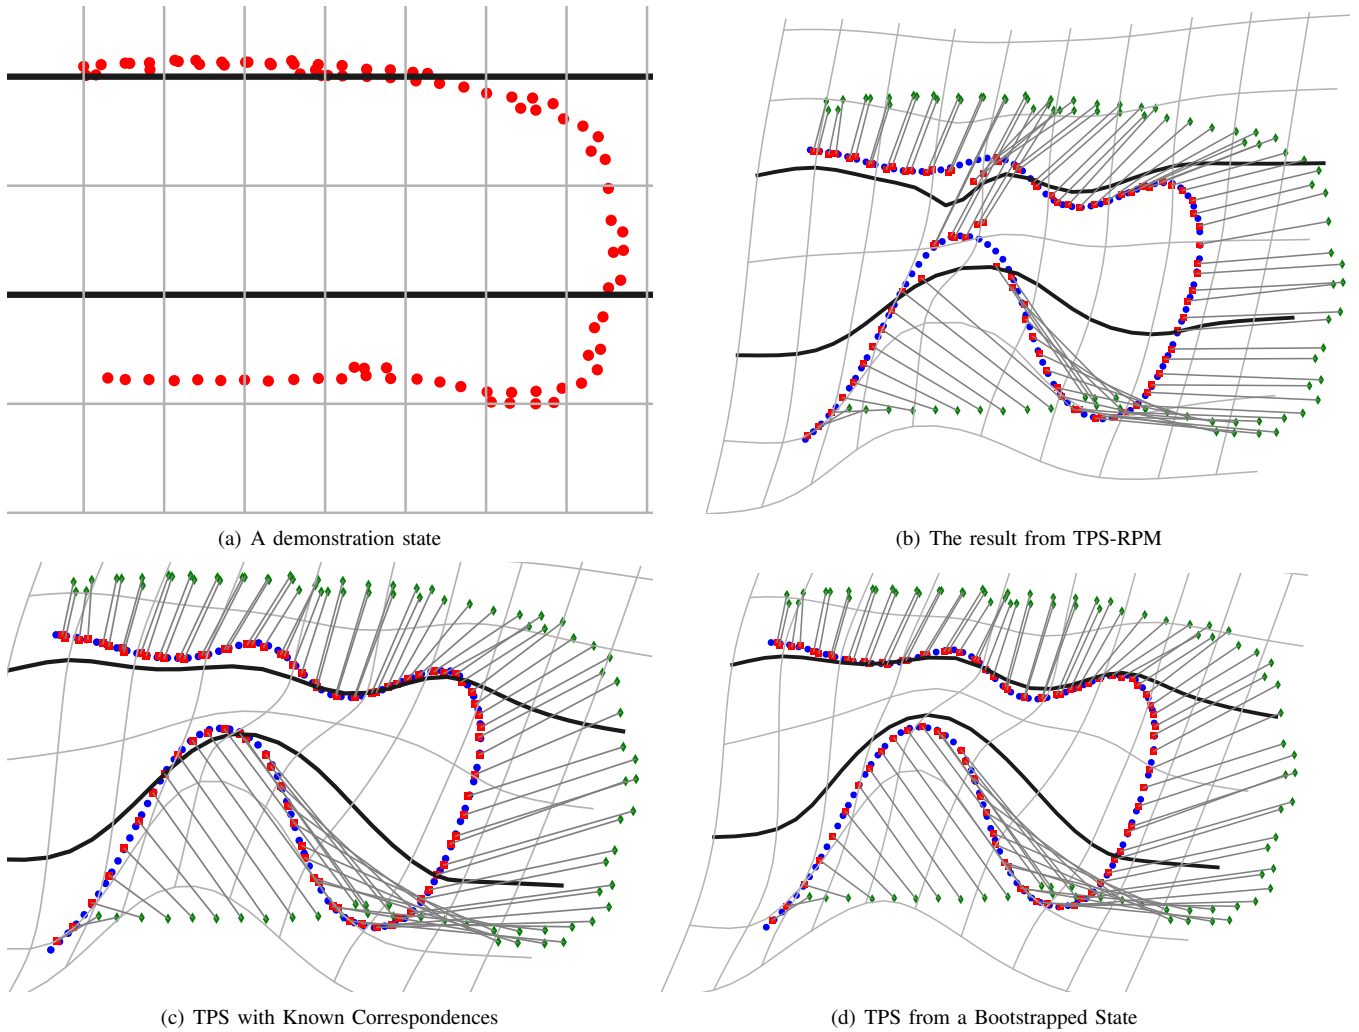 (a) A demonstration state
(b) The result from TPS-RPM
(c) TPS with Known Correspondences
(d) TPS from a Bootstrapped State